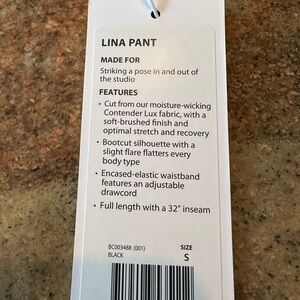 LINA PANT
MADE FOR
Striking a pose in and out of
the studio
FEATURES
• Cut from our moisture-wicking
Contender Lux fabric, with a
soft-brushed finish and
optimal stretch and recovery
• Bootcut silhouette with a
slight flare flatters every
body type
• Encased-elastic waistband
features an adjustable
drawcord
• Full length with a 32" inseam
BC003488 (001) SIZE
BLACK S